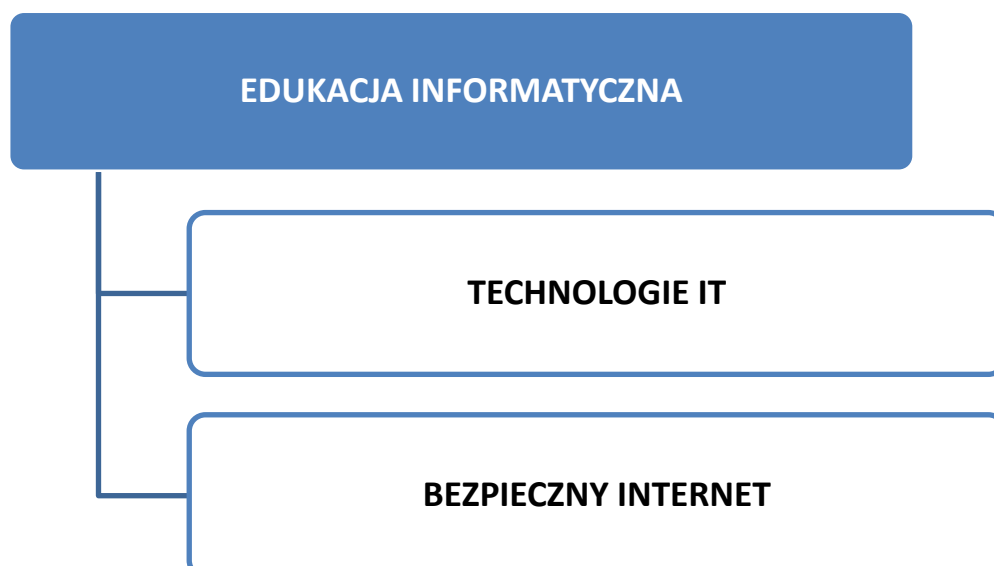 EDUKACJA INFORMATYCZNA
TECHNOLOGIE IT
BEZPIECZNY INTERNET